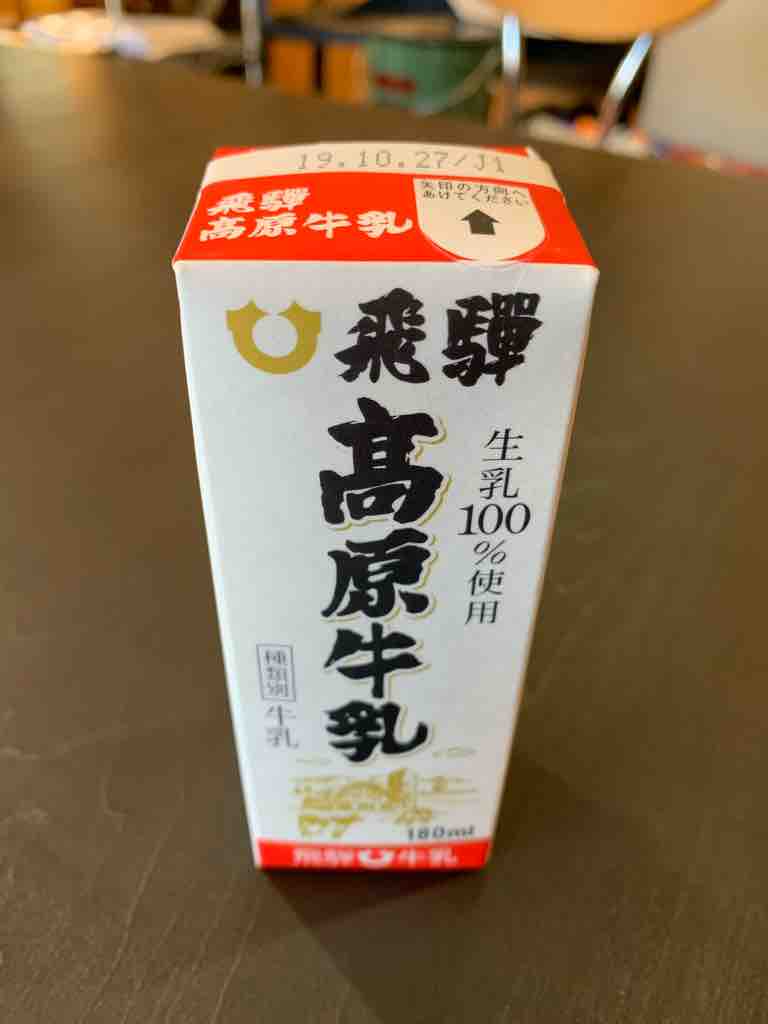 19.10.27/J1
飛騨
高原牛乳
矢印の方向へ
あけてください
飛驒
高原牛乳
生乳100%使用
種類別
牛乳
180ml
飛騨牛乳